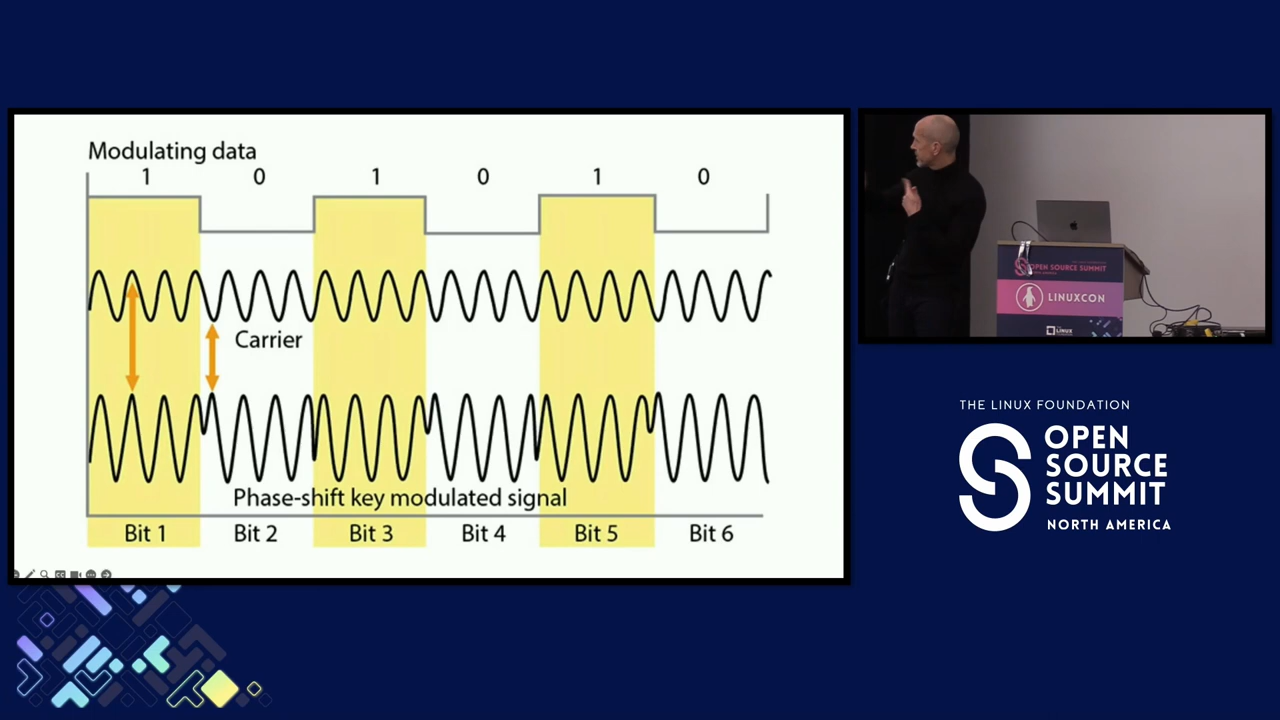 Modulating data
1 0 1 0 1 0
Carrier
Phase-shift key modulated signal
Bit 1 Bit 2 Bit 3 Bit 4 Bit 5 Bit 6
OPEN SOURCE SUMMIT
LINUXCON
LINUX
THE LINUX FOUNDATION
OPEN
SOURCE
SUMMIT
NORTH AMERICA